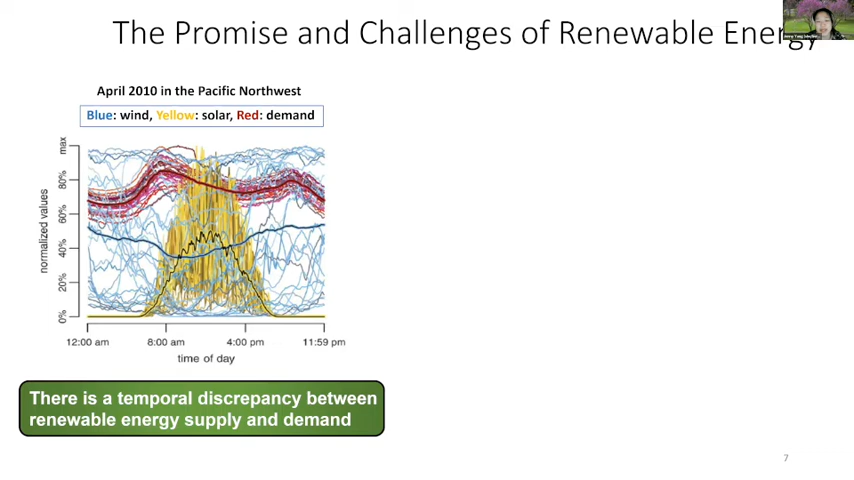 The Promise and Challenges of Renewable Energy
April 2010 in the Pacific Northwest
Blue: wind, Yellow: solar, Red: demand
max
80%
60%
40%
20%
0%
normalized values
12:00 am 8:00 am 4:00 pm 11:59 pm
time of day
There is a temporal discrepancy between
renewable energy supply and demand
7